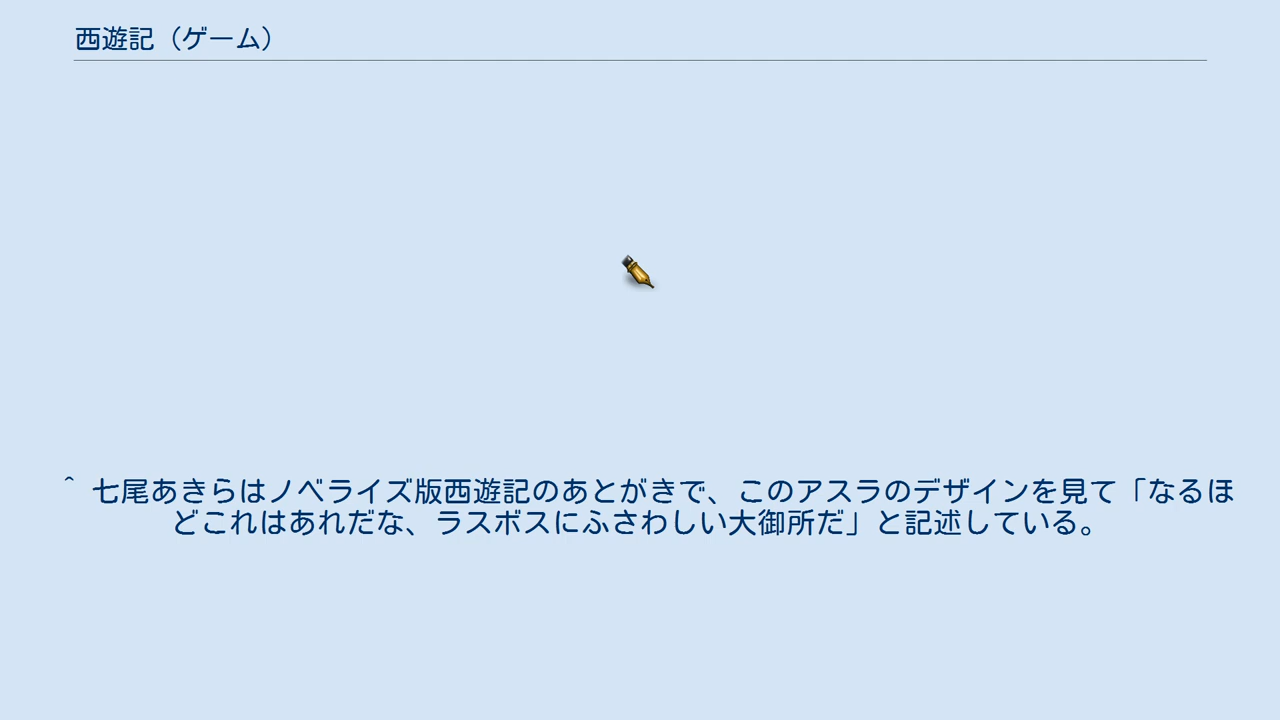 西遊記（ゲーム）
^ 七尾あきらはノベライズ版西遊記のあとがきで、このアスラのデザインを見て「なるほ
どこれはあれだな、ラスボスにふさわしい大御所だ」と記述している。